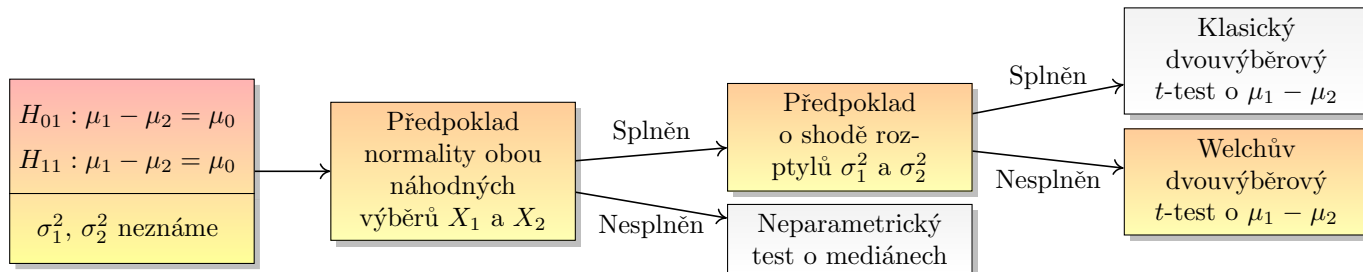 H₀₁ : μ₁ − μ₂ = μ₀
H₁₁ : μ₁ − μ₂ = μ₀
σ₁², σ₂² neznáme
Předpoklad
normality obou
náhodných
výběrů X₁ a X₂
Splněn
Nesplněn
Předpoklad
o shodě roz-
ptylů σ₁² a σ₂²
Neparametrický
test o mediánech
Splněn
Nesplněn
Klasický
dvouvýběrový
t-test o μ₁ − μ₂
Welchův
dvouvýběrový
t-test o μ₁ − μ₂